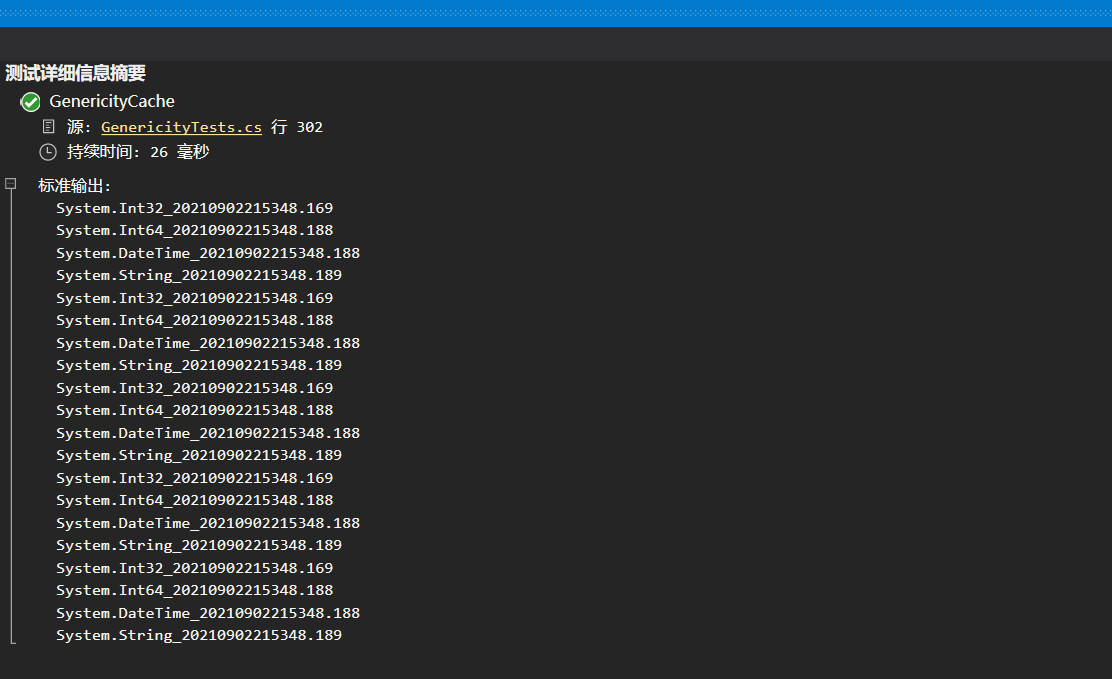 测试详细信息摘要
GenericityCache
源: GenericityTests.cs 行 302
持续时间: 26 毫秒
标准输出:
System.Int32_20210902215348.169
System.Int64_20210902215348.188
System.DateTime_20210902215348.188
System.String_20210902215348.189
System.Int32_20210902215348.169
System.Int64_20210902215348.188
System.DateTime_20210902215348.188
System.String_20210902215348.189
System.Int32_20210902215348.169
System.Int64_20210902215348.188
System.DateTime_20210902215348.188
System.String_20210902215348.189
System.Int32_20210902215348.169
System.Int64_20210902215348.188
System.DateTime_20210902215348.188
System.String_20210902215348.189
System.Int32_20210902215348.169
System.Int64_20210902215348.188
System.DateTime_20210902215348.188
System.String_20210902215348.189